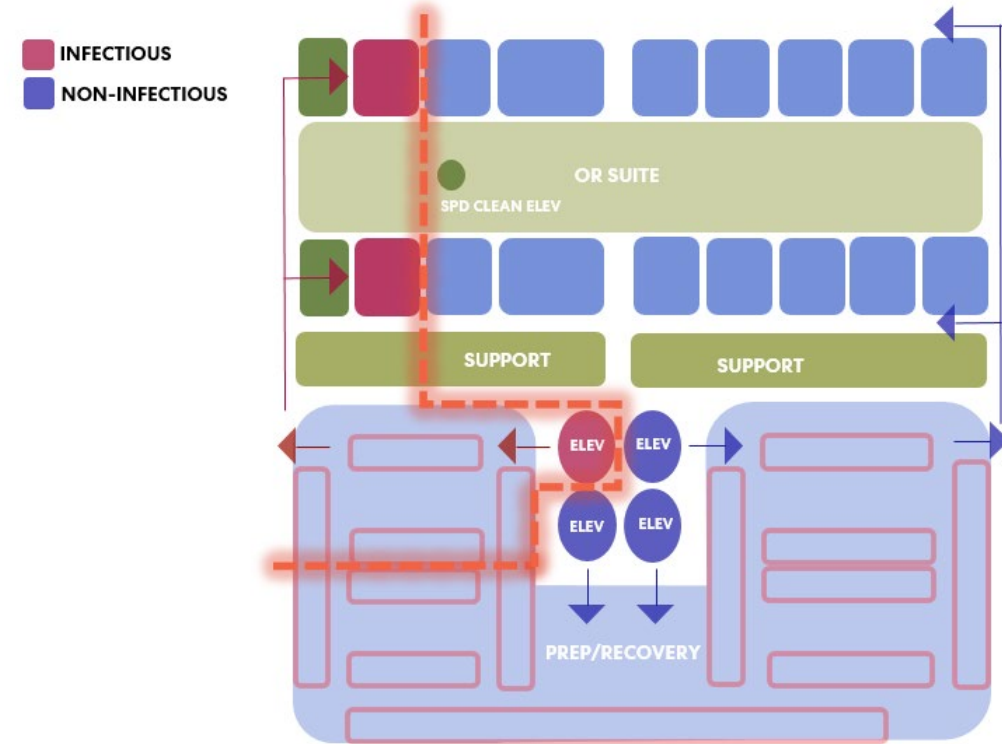 INFECTIOUS
NON-INFECTIOUS
OR SUITE
SPD CLEAN ELEV
SUPPORT
SUPPORT
ELEV
ELEV
ELEV
ELEV
PREP/RECOVERY